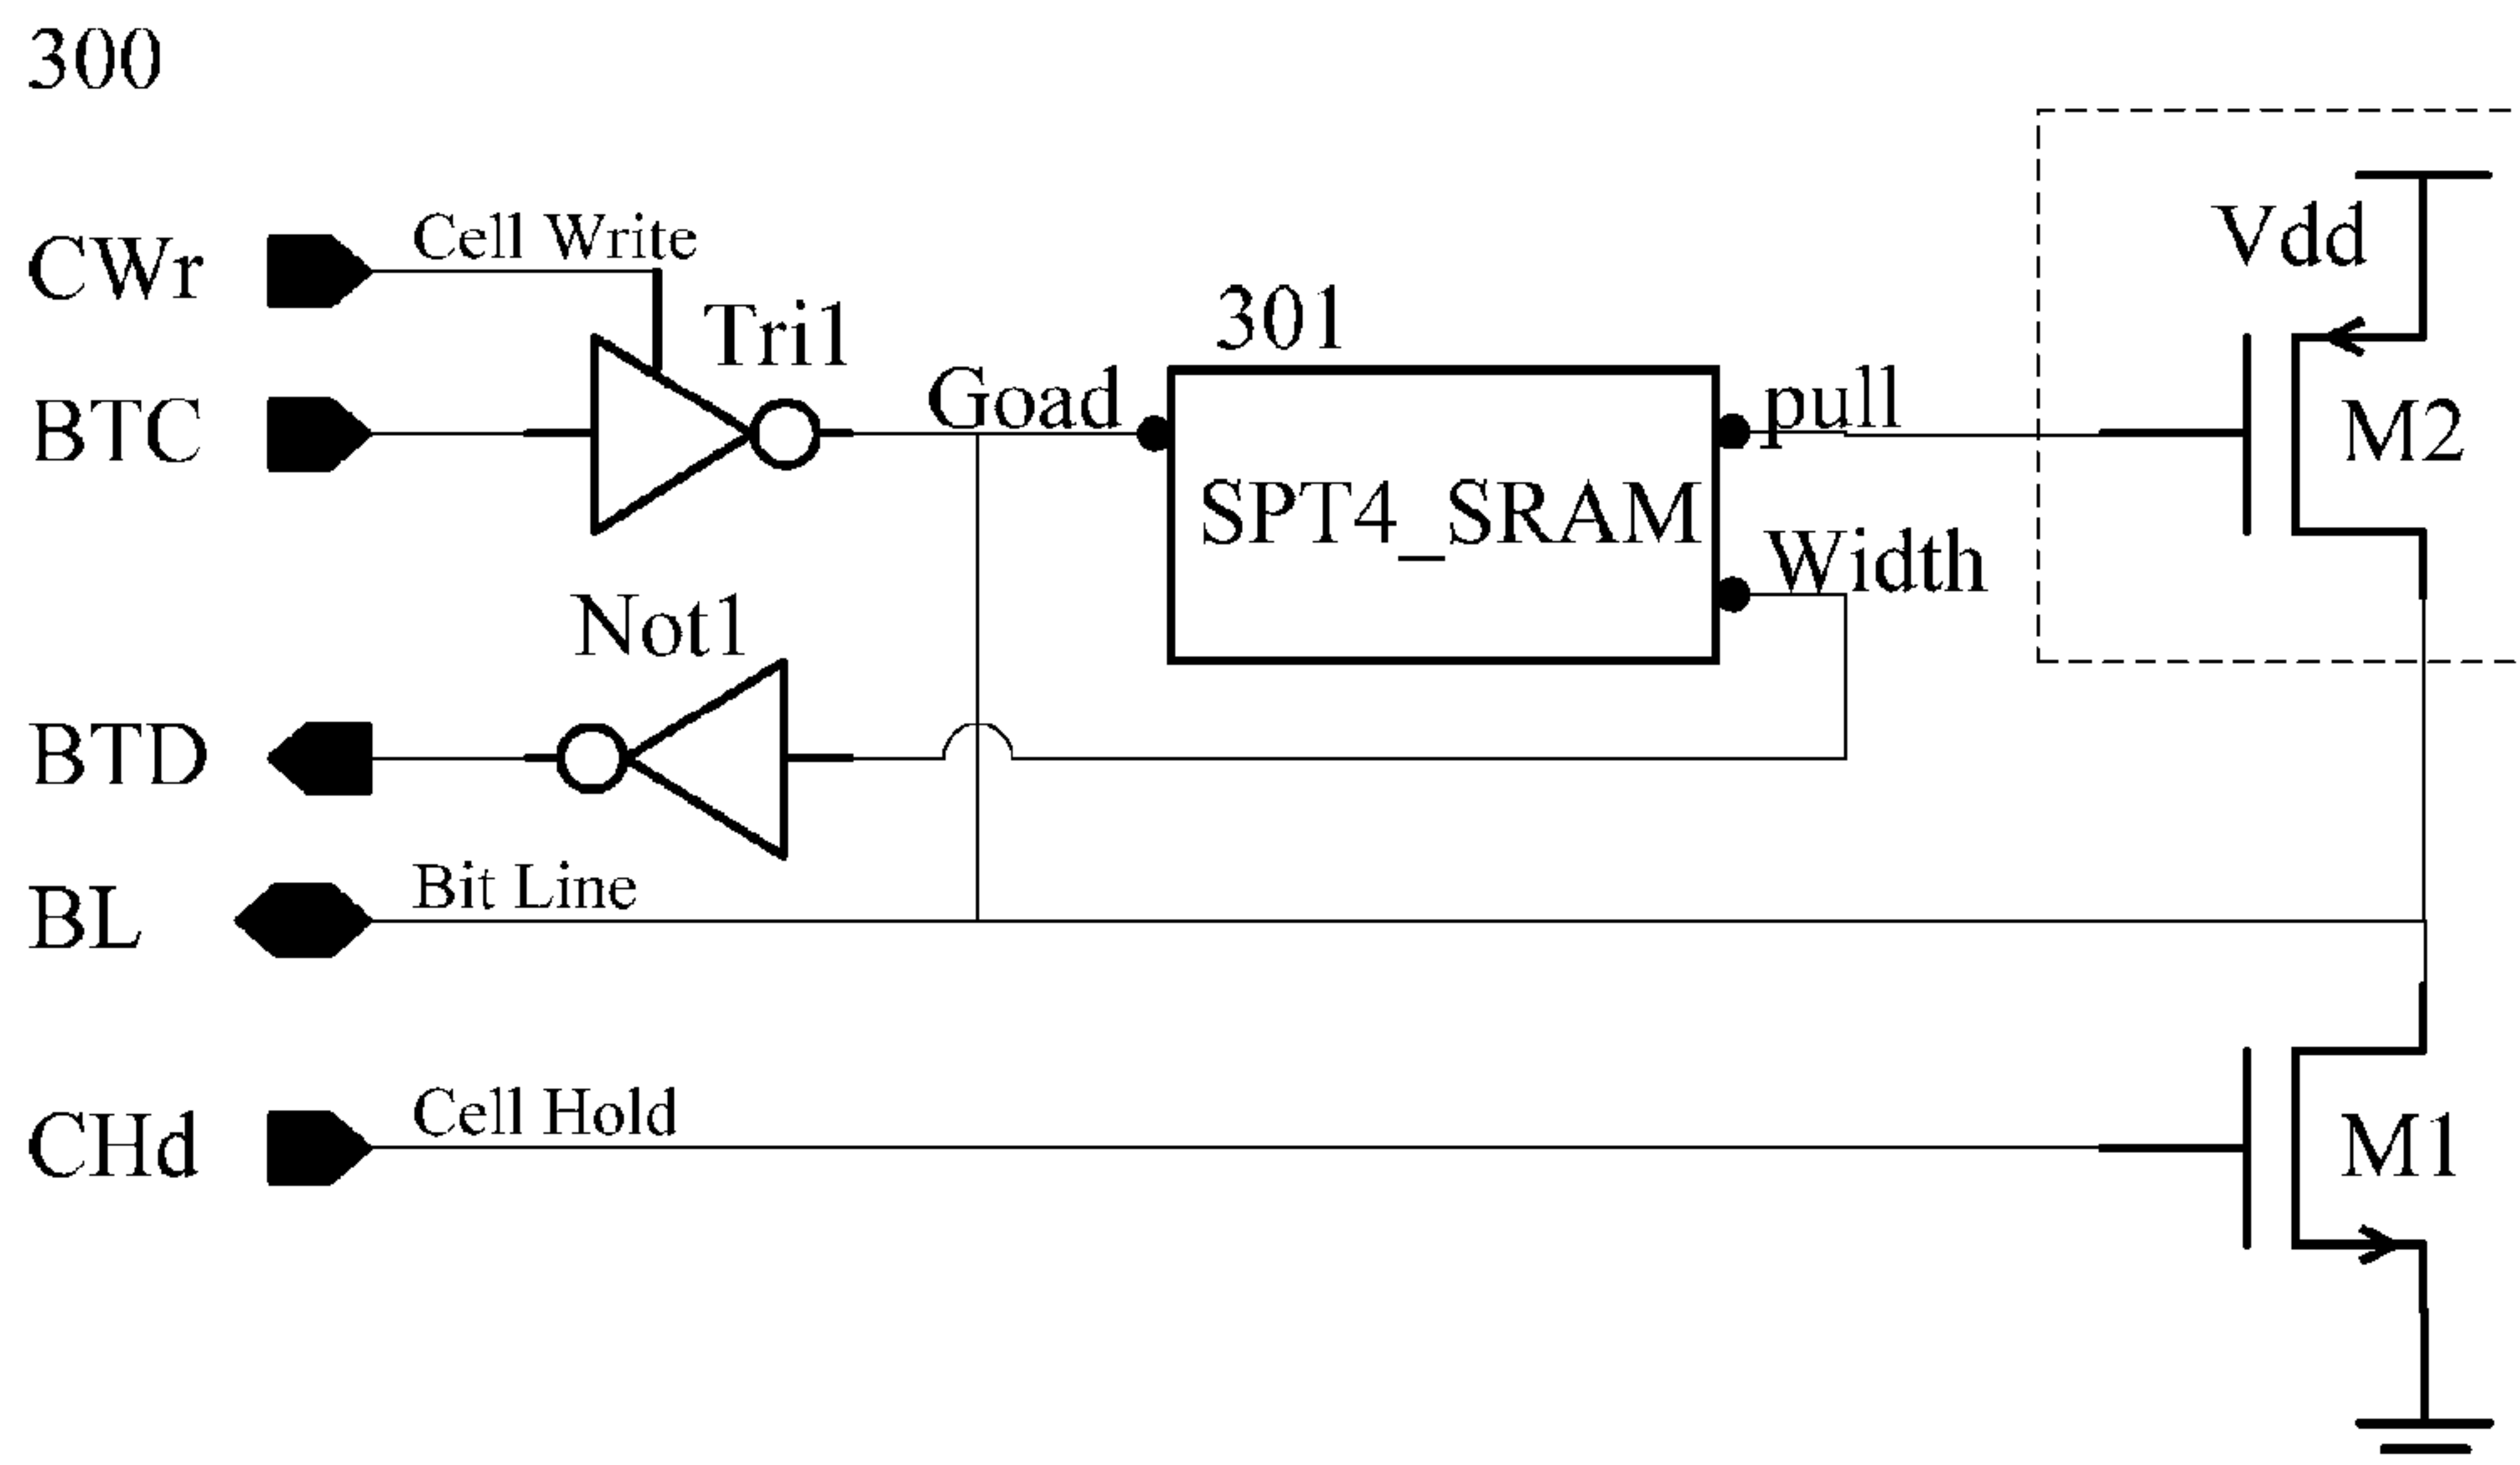 300
CWr
Cell Write
Tri1
BTC
Goad
301
SPT4_SRAM
pull
Width
Vdd
M2
Not1
BTD
BL
Bit Line
CHd
Cell Hold
M1